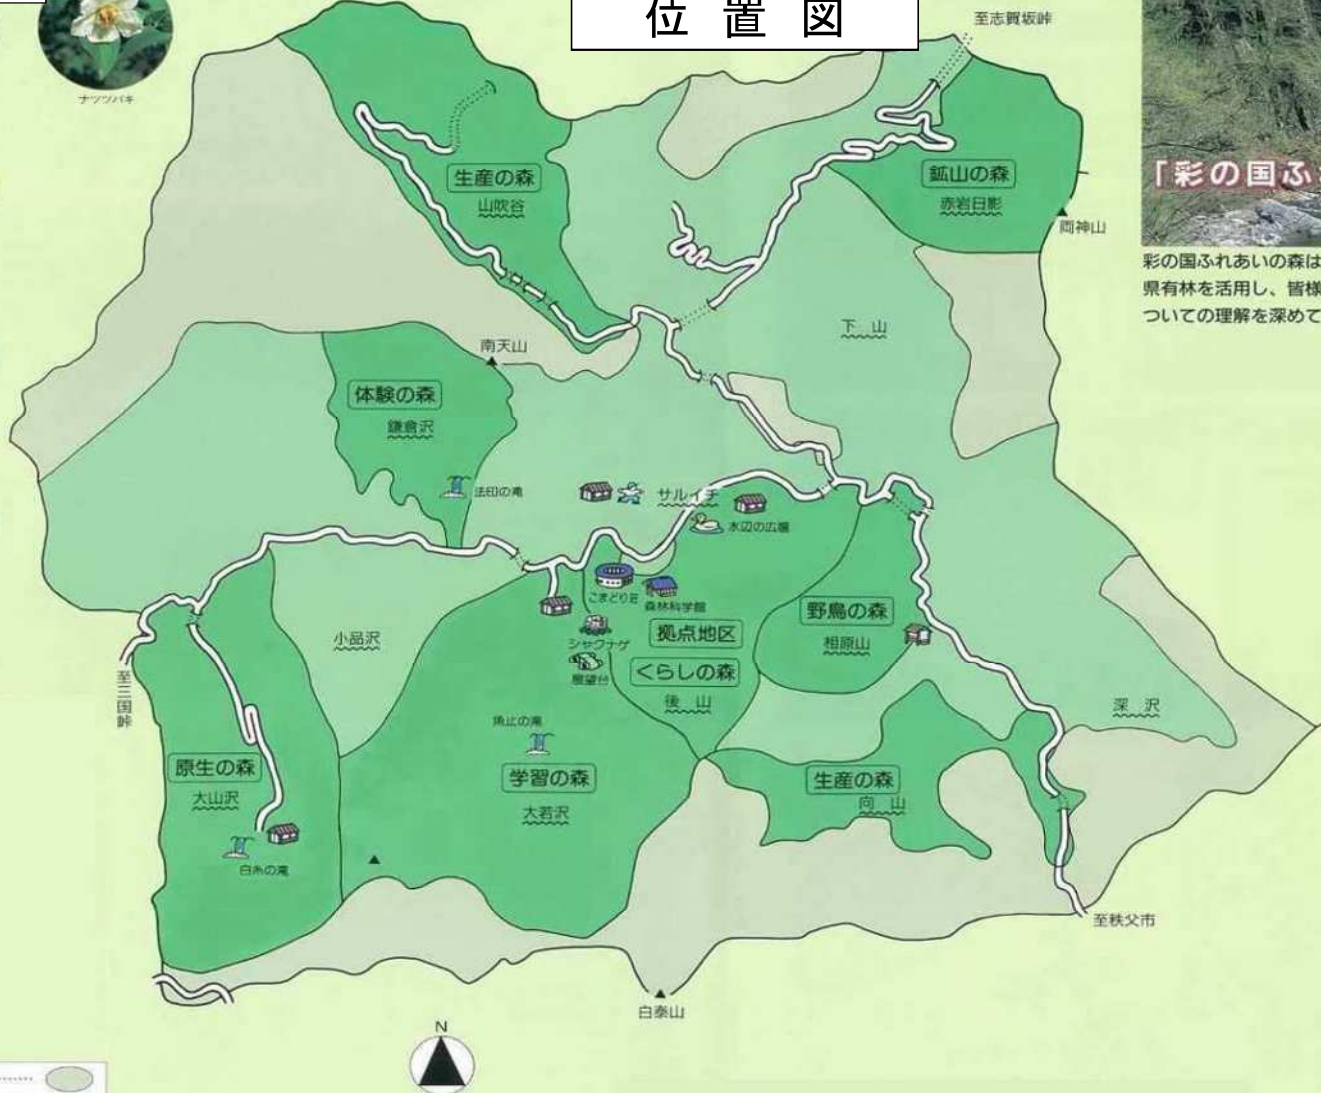 位置図
ナツツバキ
至志賀坂峠
「彩の国ふ
彩の国ふれあいの森は
県有林を活用し、皆様
ついての理解を深めて
生産の森
山吹谷
鉱山の森
赤岩日影
両神山
下山
南天山
体験の森
鎌倉沢
法印の滝
サルイチ
水辺の広場
こまどり荘
森林科学館
拠点地区
くらしの森
後山
野鳥の森
相原山
シャクナゲ
展望台
小品沢
至三国峠
深沢
魚止の滝
原生の森
大山沢
学習の森
大若沢
生産の森
向山
白糸の滝
至秩父市
白泰山
N